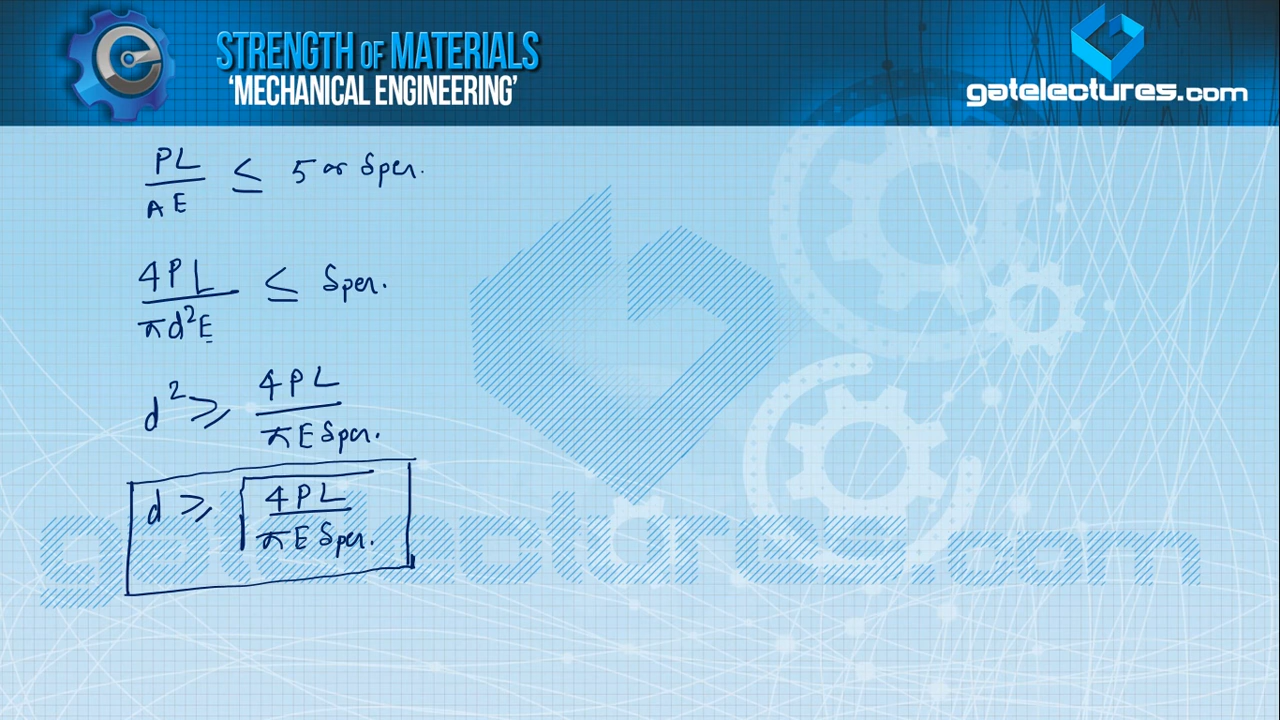 STRENGTH OF MATERIALS
'MECHANICAL ENGINEERING'
gatelectures.com
PL/AE ≤ 5 or δper.
4PL/πd²E ≤ δper.
d² ≥ 4PL/πEδper.
d ≥ √(4PL/πEδper.)
gatelectures.com